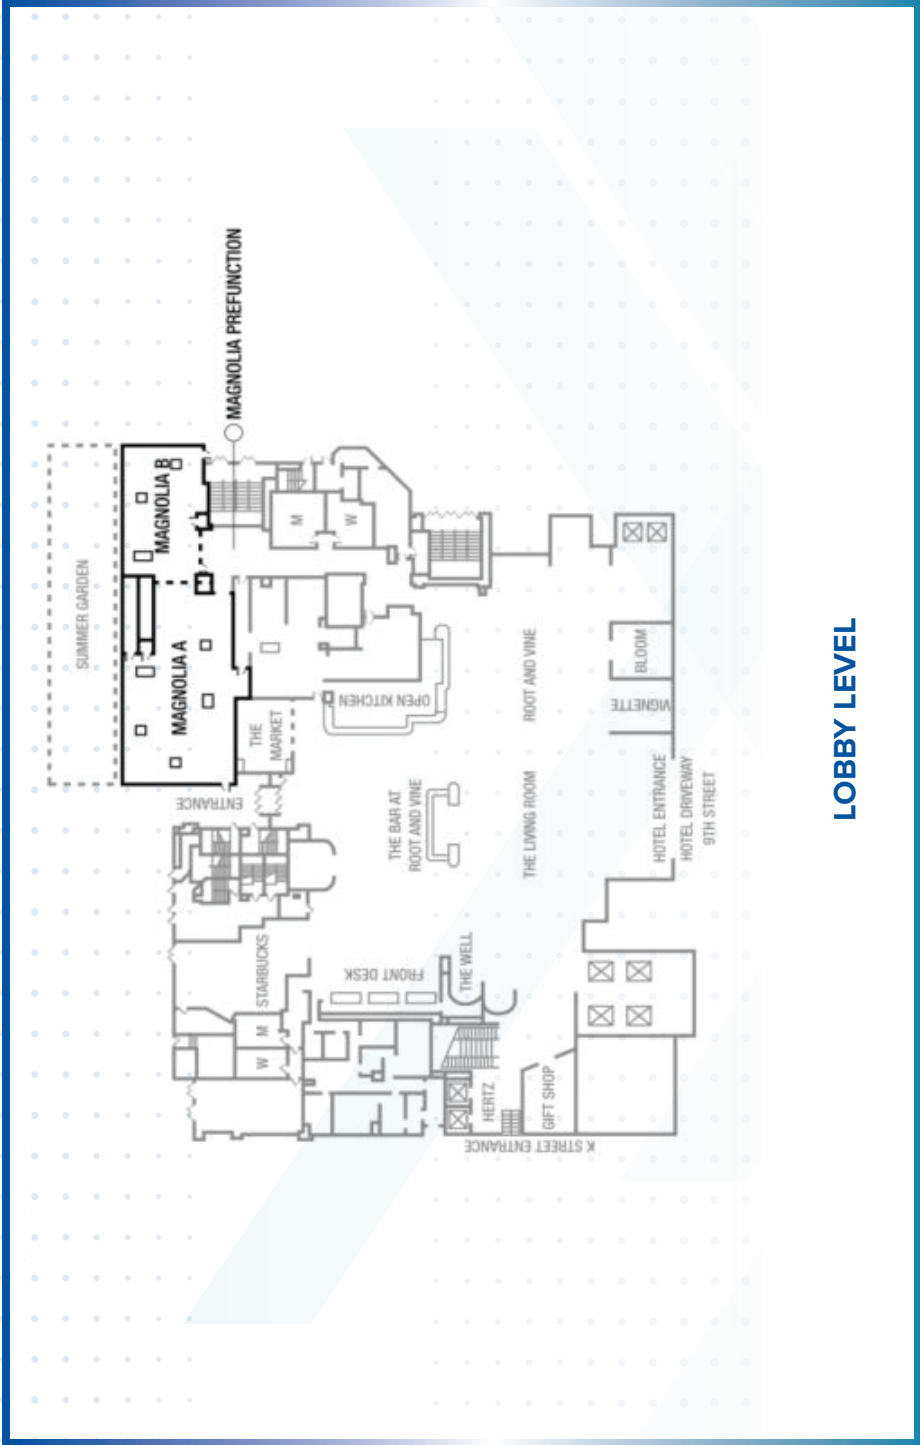 SUMMER GARDEN
MAGNOLIA A
MAGNOLIA B
MAGNOLIA PREFUNCTION
ENTRANCE
THE
MARKET
M
W
OPEN KITCHEN
STARBUCKS
M
W
THE BAR AT
ROOT AND VINE
FRONT DESK
THE WELL
THE LIVING ROOM
ROOT AND VINE
BLOOM
VIGNETTE
HOTEL ENTRANCE
HOTEL DRIVEWAY
9TH STREET
HERTZ
GIFT SHOP
K STREET ENTRANCE
LOBBY LEVEL